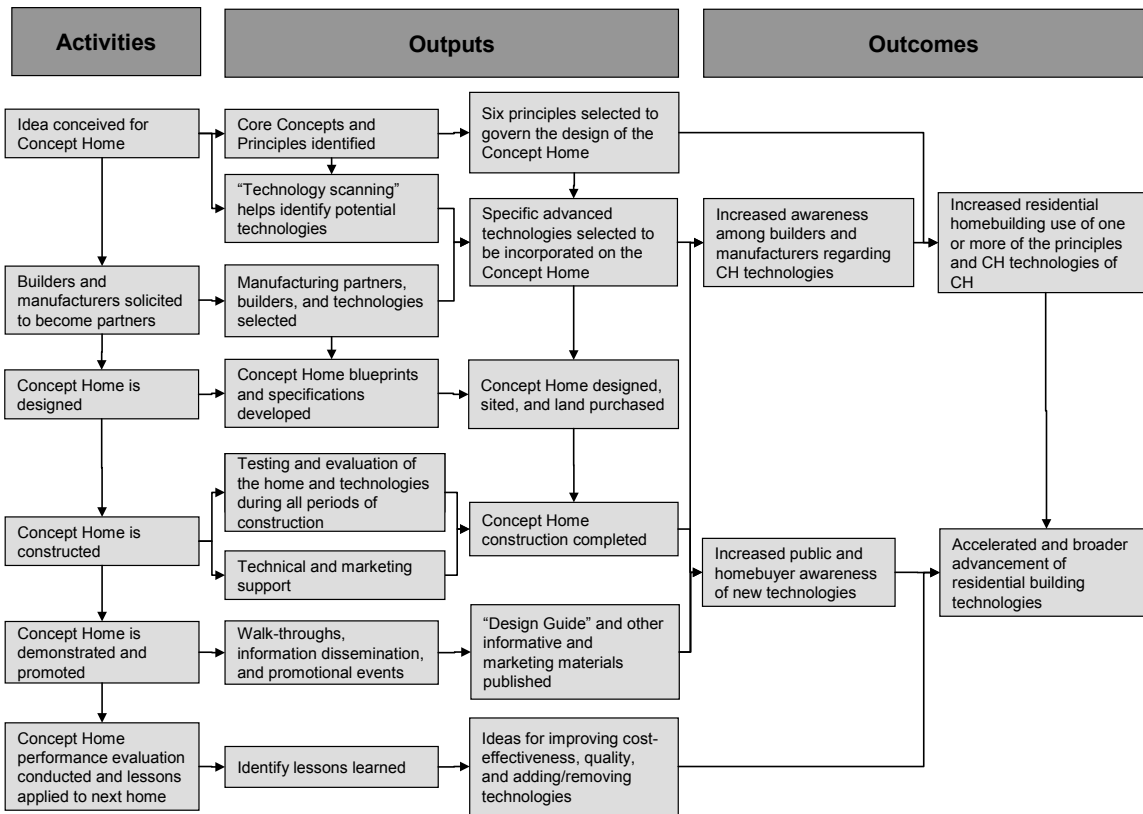 Activities
Outputs
Outcomes
Idea conceived for
Concept Home
Core Concepts and
Principles identified
Six principles selected to
govern the design of the
Concept Home
“Technology scanning”
helps identify potential
technologies
Specific advanced
technologies selected to
be incorporated on the
Concept Home
Increased awareness
among builders and
manufacturers regarding
CH technologies
Increased residential
homebuilding use of one
or more of the principles
and CH technologies of
CH
Builders and
manufacturers solicited
to become partners
Manufacturing partners,
builders, and technologies
selected
Concept Home is
designed
Concept Home blueprints
and specifications
developed
Concept Home designed,
sited, and land purchased
Testing and evaluation of
the home and technologies
during all periods of
construction
Concept Home is
constructed
Technical and marketing
support
Concept Home
construction completed
Increased public and
homebuyer awareness
of new technologies
Accelerated and broader
advancement of
residential building
technologies
Concept Home is
demonstrated and
promoted
Walk-throughs,
information dissemination,
and promotional events
“Design Guide” and other
informative and
marketing materials
published
Concept Home
performance evaluation
conducted and lessons
applied to next home
Identify lessons learned
Ideas for improving cost-
effectiveness, quality,
and adding/removing
technologies